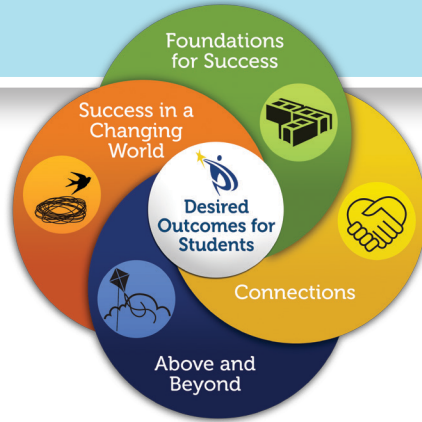 Foundations
for Success
Success in a
Changing
World
Desired
Outcomes for
Students
Connections
Above and
Beyond